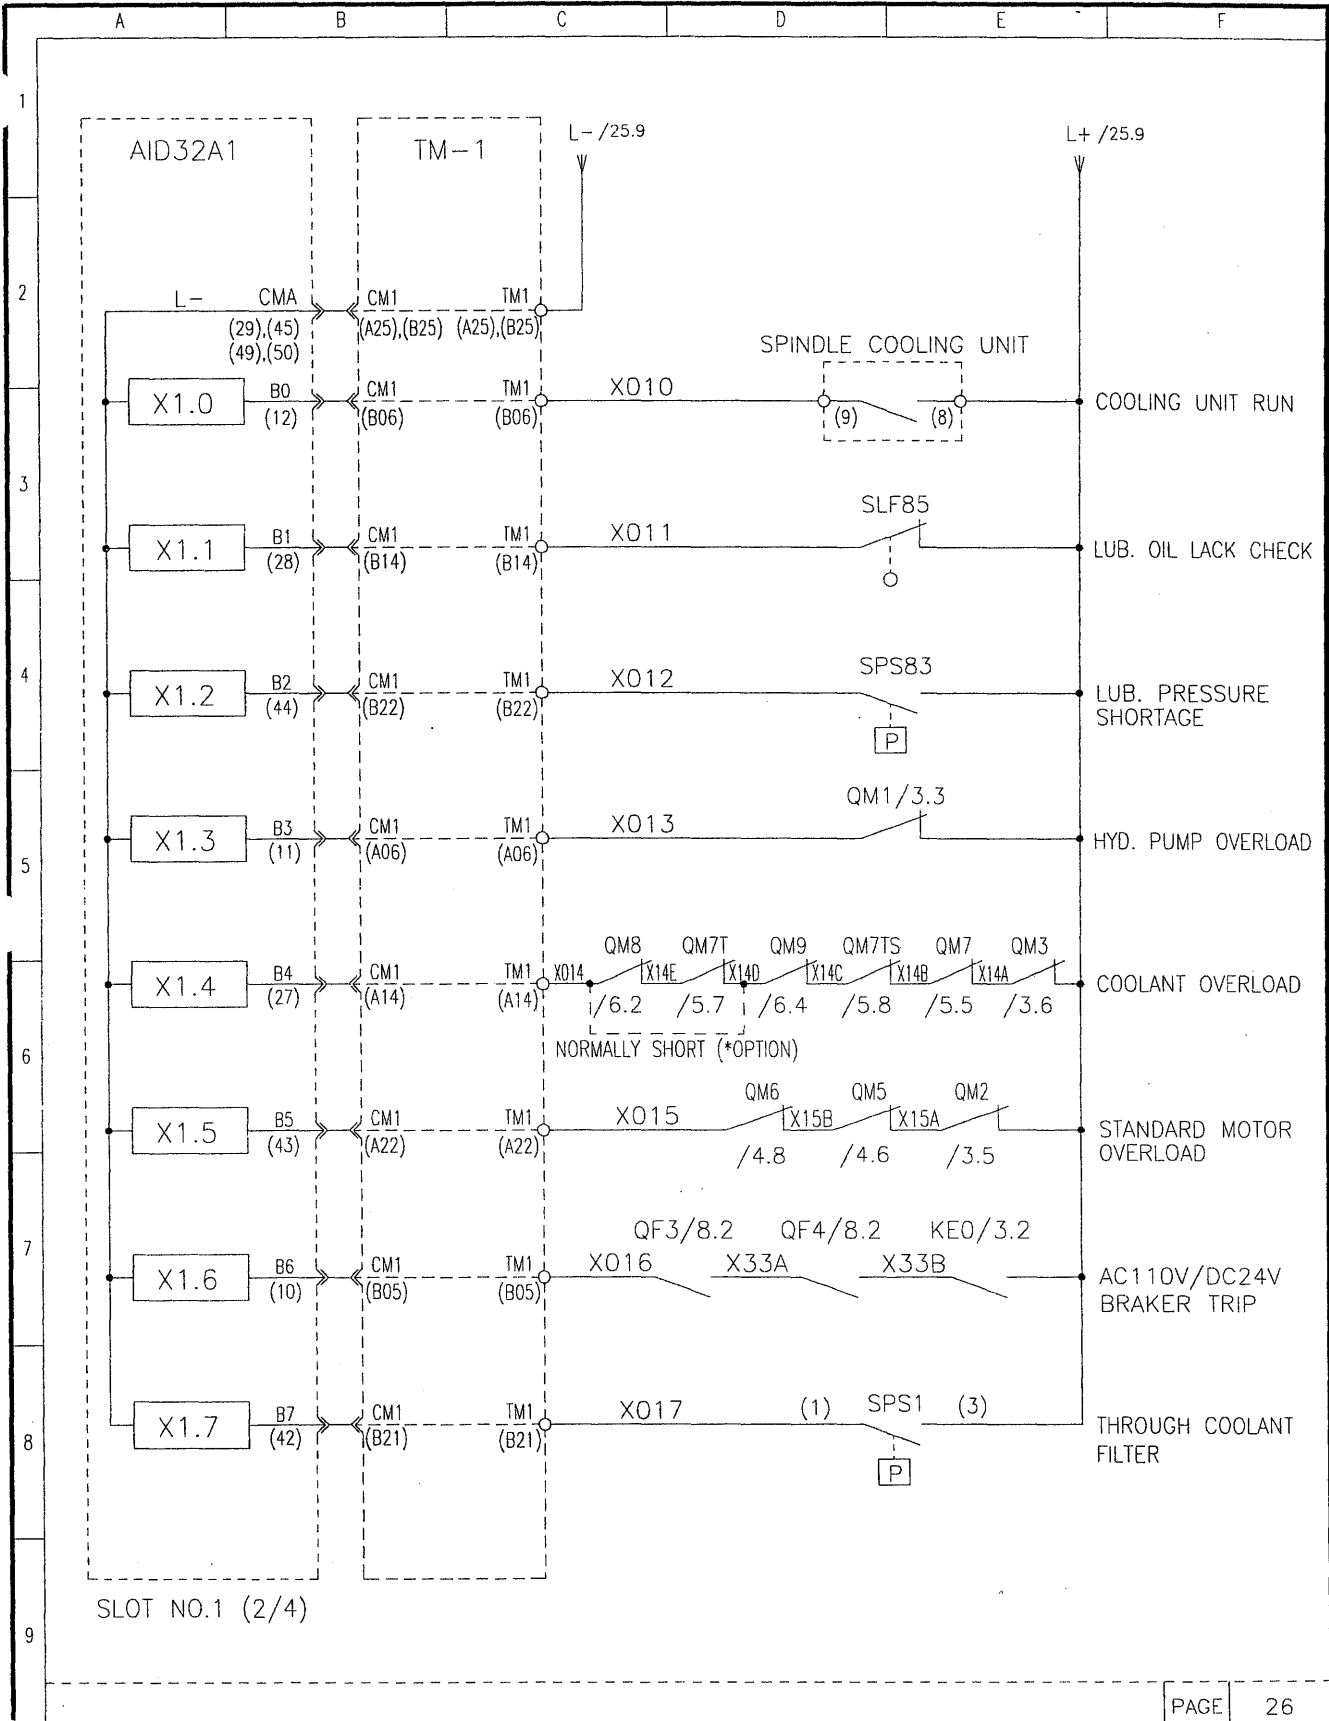 A B C D E F
1
AID32A1 TM-1 L- /25.9 L+ /25.9
2
L- CMA CM1 TM1
(29),(45) (A25),(B25) (A25),(B25)
(49),(50)
SPINDLE COOLING UNIT
X1.0 B0 CM1 TM1 X010 COOLING UNIT RUN
(12) (B06) (B06) (9) (8)
3
SLF85
X1.1 B1 CM1 TM1 X011 LUB. OIL LACK CHECK
(28) (B14) (B14)
4
SPS83
X1.2 B2 CM1 TM1 X012 LUB. PRESSURE
(44) (B22) (B22) SHORTAGE
P
QM1/3.3
X1.3 B3 CM1 TM1 X013 HYD. PUMP OVERLOAD
(11) (A06) (A06)
5
QM8 QM7T QM9 QM7TS QM7 QM3
X1.4 B4 CM1 TM1 X014 X14E X14D X14C X14B X14A COOLANT OVERLOAD
(27) (A14) (A14) /6.2 /5.7 /6.4 /5.8 /5.5 /3.6
6
NORMALLY SHORT (*OPTION)
QM6 QM5 QM2
X1.5 B5 CM1 TM1 X015 X15B X15A STANDARD MOTOR
(43) (A22) (A22) /4.8 /4.6 /3.5 OVERLOAD
7
QF3/8.2 QF4/8.2 KE0/3.2
X1.6 B6 CM1 TM1 X016 X33A X33B AC110V/DC24V
(10) (B05) (B05) BRAKER TRIP
X1.7 B7 CM1 TM1 X017 (1) SPS1 (3) THROUGH COOLANT
8
(42) (B21) (B21) FILTER
P
SLOT NO.1 (2/4)
9
PAGE 26